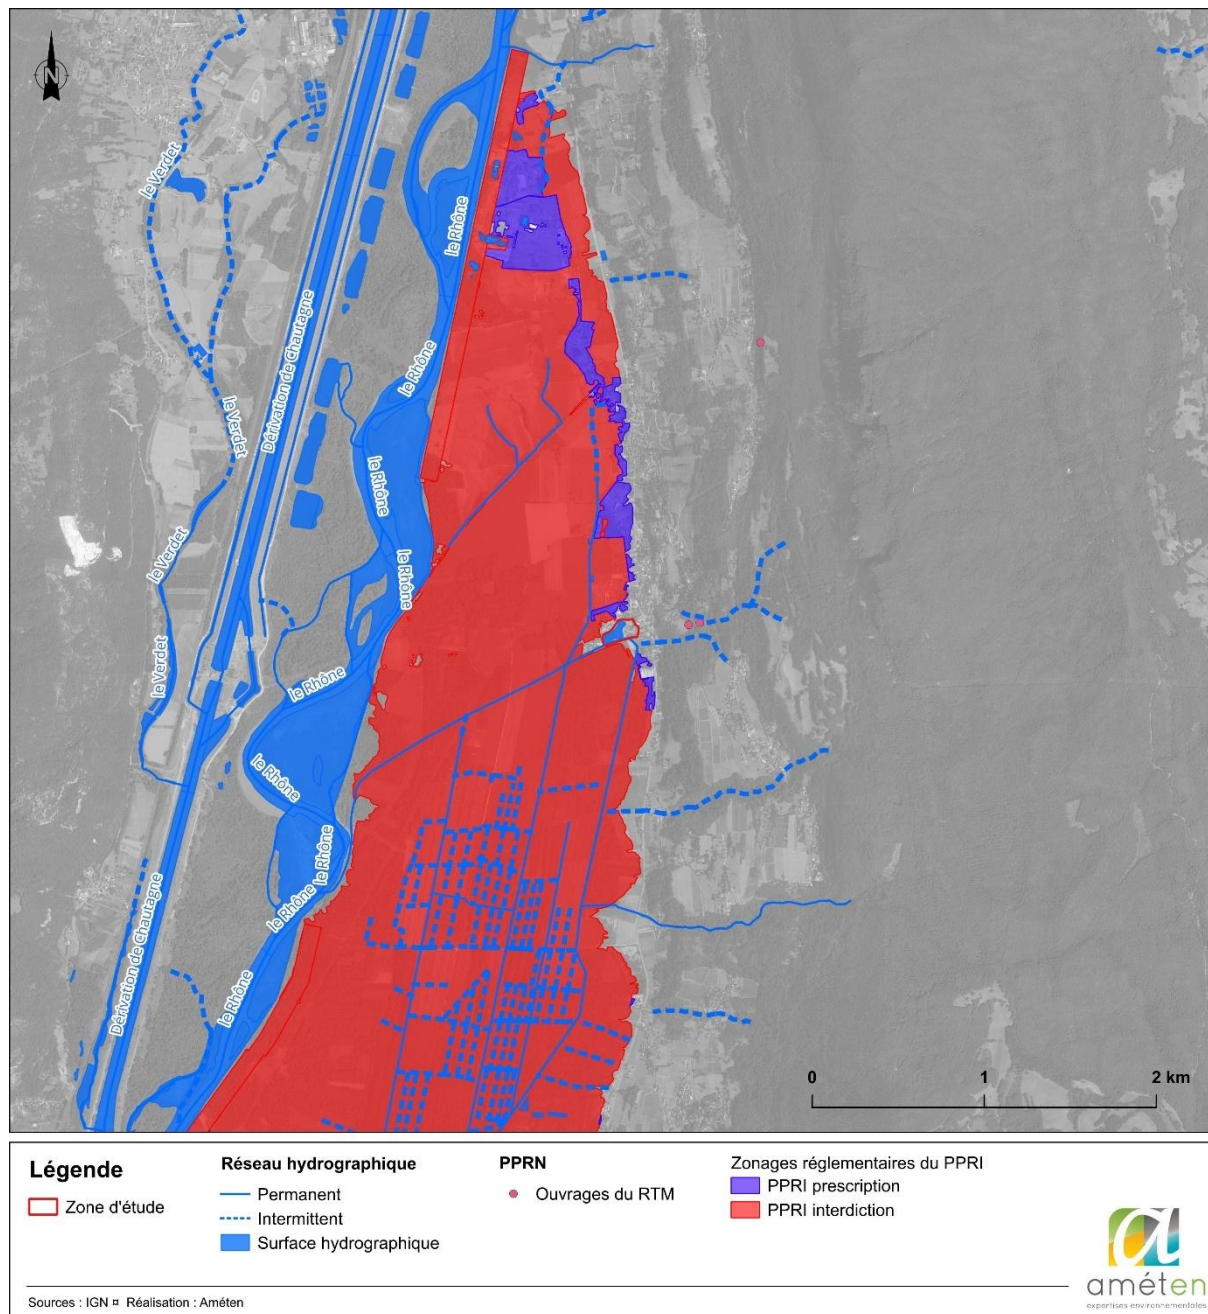 N
le Verdet
le Rhône
Dérivation de Chautagne
le Rhône
le Verdet
le Rhône
le Verdet
le Rhône
le Verdet
le Rhône
le Rhône
le Rhône
le Rhône
Dérivation de Chautagne
le Rhône
0 1 2 km
Légende
Zone d'étude
Réseau hydrographique
Permanent
Intermittent
Surface hydrographique
PPRN
Ouvrages du RTM
Zonages réglementaires du PPRI
PPRI prescription
PPRI interdiction
a
améten
expertises environnementales
Sources : IGN ¤ Réalisation : Améten